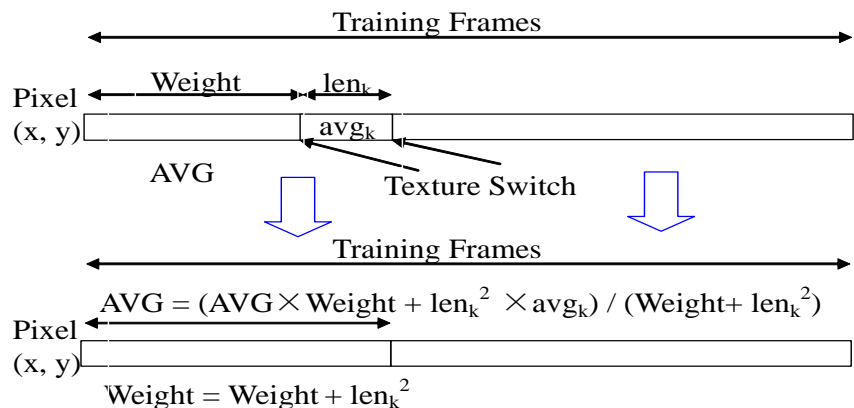 Training Frames
Weight
len_k
Pixel
(x, y)
avg_k
AVG
Texture Switch
Training Frames
AVG = (AVG×Weight + len_k^2 ×avg_k) / (Weight+ len_k^2)
Pixel
(x, y)
Weight = Weight + len_k^2